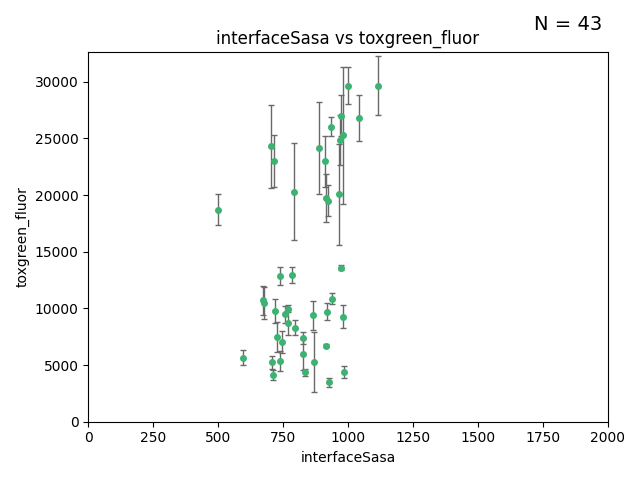 N = 43
interfaceSasa vs toxgreen_fluor
30000
25000
20000
15000
10000
5000
0
toxgreen_fluor
0 250 500 750 1000 1250 1500 1750 2000
interfaceSasa